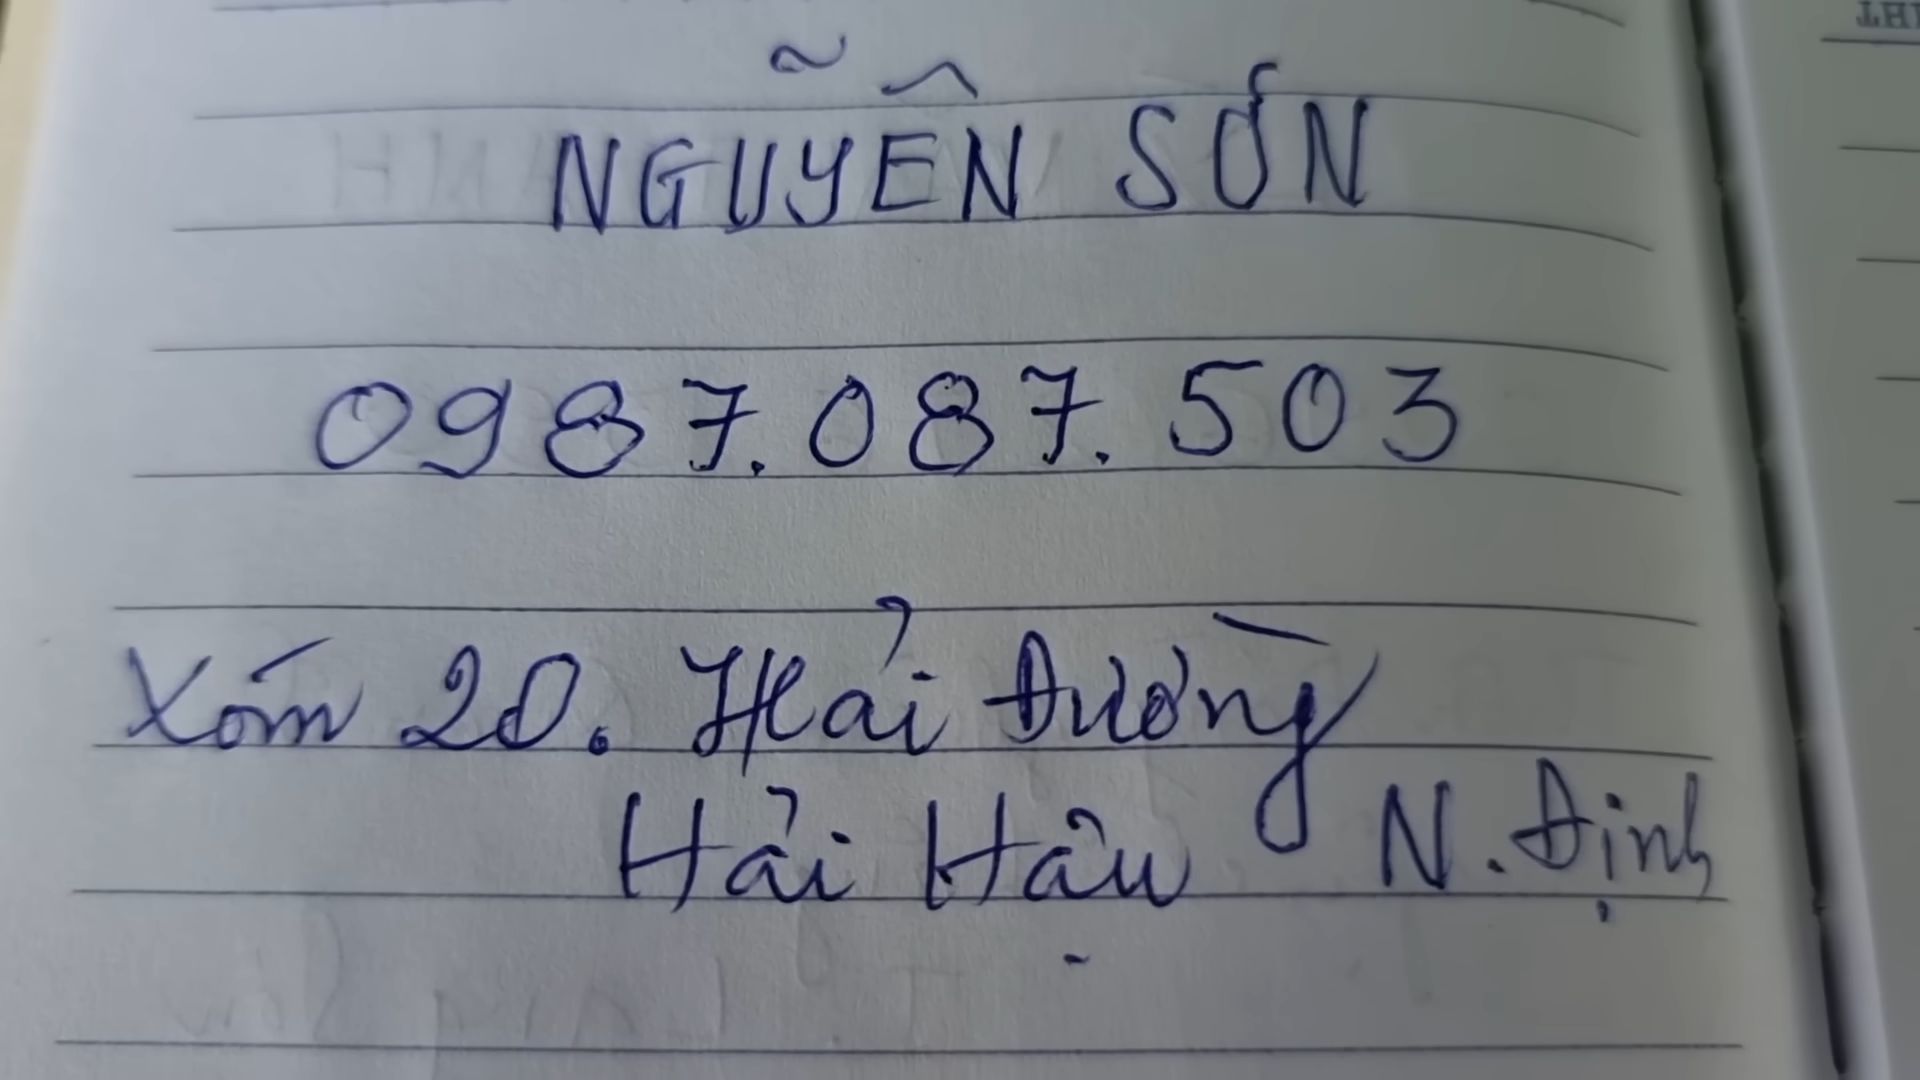 NGUYỄN SƠN
0987.087.503
Xóm 20. Hải Đường
Hải Hậu N. Định